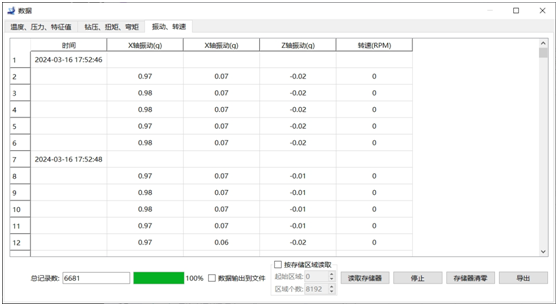 数据
温度、压力、特征值 钻压、扭矩、弯矩 振动、转速
时间 X轴振动(g) X轴振动(g) Z轴振动(g) 转速(RPM)
1 2024-03-16 17:52:46
2 0.97 0.07 -0.02 0
3 0.98 0.07 -0.02 0
4 0.98 0.07 -0.02 0
5 0.97 0.07 -0.02 0
6 0.98 0.07 -0.02 0
7 2024-03-16 17:52:48
8 0.97 0.07 -0.01 0
9 0.98 0.07 -0.01 0
10 0.98 0.07 -0.01 0
11 0.97 0.07 -0.01 0
12 0.97 0.06 -0.02 0
按存储区域读取
总记录数: 6681 100% 数据输出到文件 起始区域: 0 读取存储器 停止 存储器清零 导出
区域个数: 8192